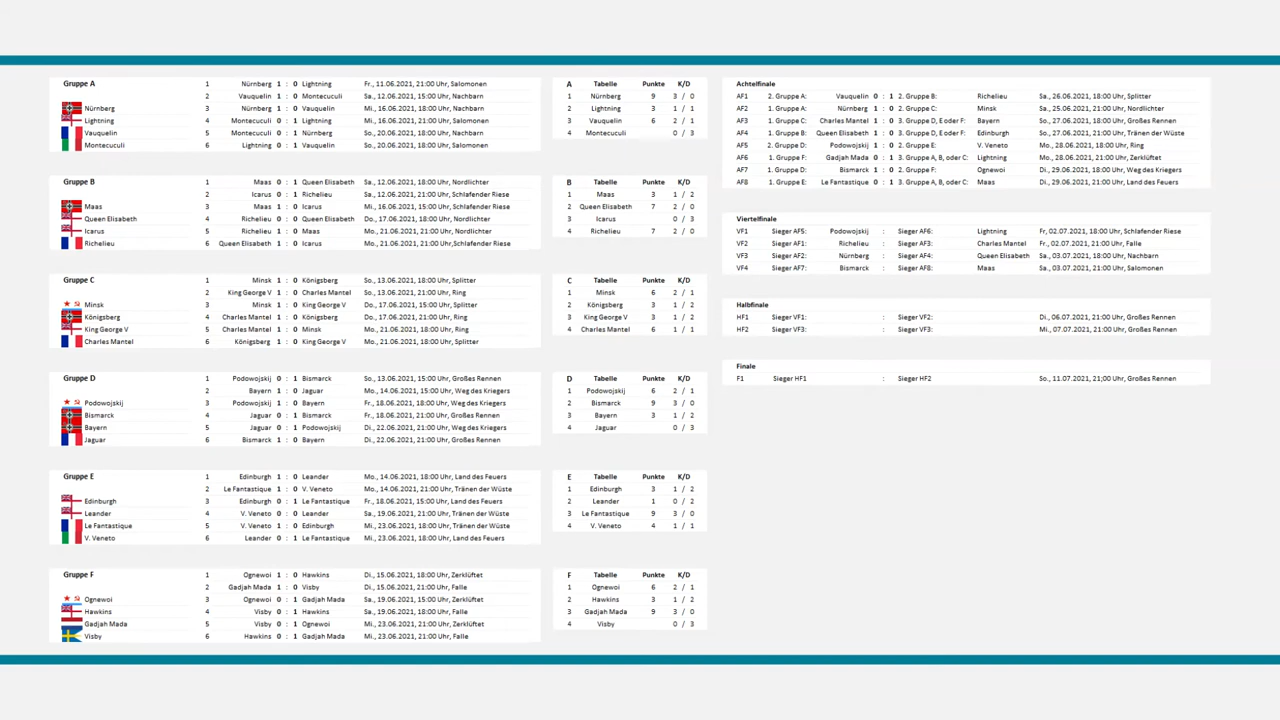 Gruppe A
1 Nürnberg 1 : 0 Lightning Fr., 11.06.2021, 21:00 Uhr, Salomonen
2 Vauquelin 1 : 0 Montecuculi Sa., 12.06.2021, 15:00 Uhr, Nachbarn
Nürnberg 3 Nürnberg 1 : 0 Vauquelin Mi., 16.06.2021, 18:00 Uhr, Nachbarn
Lightning 4 Montecuculi 0 : 1 Lightning Mi., 16.06.2021, 21:00 Uhr, Salomonen
Vauquelin 5 Montecuculi 0 : 1 Nürnberg So., 20.06.2021, 18:00 Uhr, Nachbarn
Montecuculi 6 Lightning 0 : 1 Vauquelin So., 20.06.2021, 18:00 Uhr, Salomonen
Gruppe B
1 Maas 0 : 1 Queen Elisabeth Sa., 12.06.2021, 18:00 Uhr, Nordlichter
2 Icarus 0 : 1 Richelieu Sa., 12.06.2021, 21:00 Uhr, Schlafender Riese
Maas 3 Maas 1 : 0 Icarus Mi., 16.06.2021, 15:00 Uhr, Schlafender Riese
Queen Elisabeth 4 Richelieu 0 : 0 Queen Elisabeth Do., 17.06.2021, 18:00 Uhr, Nordlichter
Icarus 5 Richelieu 1 : 0 Maas Mo., 21.06.2021, 21:00 Uhr, Nordlichter
Richelieu 6 Queen Elisabeth 1 : 0 Icarus Mo., 21.06.2021, 21:00 Uhr,Schlafender Riese
Gruppe C
1 Minsk 1 : 0 Königsberg So., 13.06.2021, 18:00 Uhr, Splitter
2 King George V 1 : 0 Charles Mantel So., 13.06.2021, 21:00 Uhr, Ring
Minsk 3 Minsk 1 : 0 King George V Do., 17.06.2021, 15:00 Uhr, Splitter
Königsberg 4 Charles Mantel 1 : 0 Königsberg Do., 17.06.2021, 21:00 Uhr, Ring
King George V 5 Charles Mantel 1 : 0 Minsk Mo., 21.06.2021, 18:00 Uhr, Ring
Charles Mantel 6 Königsberg 1 : 0 King George V Mo., 21.06.2021, 18:00 Uhr, Splitter
Gruppe D
1 Podowojskij 0 : 1 Bismarck So., 13.06.2021, 15:00 Uhr, Großes Rennen
2 Bayern 1 : 0 Jaguar Mo., 14.06.2021, 15:00 Uhr, Weg des Kriegers
Podowojskij 3 Podowojskij 1 : 0 Bayern Fr., 18.06.2021, 18:00 Uhr, Weg des Kriegers
Bismarck 4 Jaguar 0 : 1 Bismarck Fr., 18.06.2021, 21:00 Uhr, Großes Rennen
Bayern 5 Jaguar 0 : 1 Podowojskij Di., 22.06.2021, 21:00 Uhr, Weg des Kriegers
Jaguar 6 Bismarck 1 : 0 Bayern Di., 22.06.2021, 21:00 Uhr, Großes Rennen
Gruppe E
1 Edinburgh 1 : 0 Leander Mo., 14.06.2021, 18:00 Uhr, Land des Feuers
2 Le Fantastique 1 : 0 V. Veneto Mo., 14.06.2021, 21:00 Uhr, Tränen der Wüste
Edinburgh 3 Edinburgh 0 : 1 Le Fantastique Fr., 18.06.2021, 15:00 Uhr, Land des Feuers
Leander 4 V. Veneto 0 : 0 Leander Sa., 19.06.2021, 21:00 Uhr, Tränen der Wüste
Le Fantastique 5 V. Veneto 1 : 0 Edinburgh Mi., 23.06.2021, 18:00 Uhr, Tränen der Wüste
V. Veneto 6 Leander 0 : 1 Le Fantastique Mi., 23.06.2021, 18:00 Uhr, Land des Feuers
Gruppe F
1 Ognewoi 1 : 0 Hawkins Di., 15.06.2021, 18:00 Uhr, Zerklüftet
2 Gadjah Mada 1 : 0 Visby Di., 15.06.2021, 21:00 Uhr, Falle
Ognewoi 3 Ognewoi 0 : 1 Gadjah Mada Sa., 19.06.2021, 15:00 Uhr, Zerklüftet
Hawkins 4 Visby 0 : 1 Hawkins Sa., 19.06.2021, 18:00 Uhr, Falle
Gadjah Mada 5 Visby 0 : 1 Ognewoi Mi., 23.06.2021, 21:00 Uhr, Zerklüftet
Visby 6 Hawkins 0 : 1 Gadjah Mada Mi., 23.06.2021, 21:00 Uhr, Falle
A Tabelle Punkte K/D
1 Nürnberg 9 3 / 0
2 Lightning 3 1 / 1
3 Vauquelin 6 2 / 1
4 Montecuculi 0 / 3
B Tabelle Punkte K/D
1 Maas 3 1 / 2
2 Queen Elisabeth 7 2 / 0
3 Icarus 0 / 3
4 Richelieu 7 2 / 0
C Tabelle Punkte K/D
1 Minsk 6 2 / 1
2 Königsberg 3 1 / 2
3 King George V 3 1 / 2
4 Charles Mantel 6 1 / 1
D Tabelle Punkte K/D
1 Podowojskij 6 2 / 1
2 Bismarck 9 3 / 0
3 Bayern 3 1 / 2
4 Jaguar 0 / 3
E Tabelle Punkte K/D
1 Edinburgh 3 1 / 2
2 Leander 1 0 / 2
3 Le Fantastique 9 3 / 0
4 V. Veneto 4 1 / 1
F Tabelle Punkte K/D
1 Ognewoi 6 2 / 1
2 Hawkins 3 1 / 2
3 Gadjah Mada 9 3 / 0
4 Visby 0 / 3
Achtelfinale
AF1 2. Gruppe A: Vauquelin 0 : 1 2. Gruppe B: Richelieu Sa., 26.06.2021, 18:00 Uhr, Splitter
AF2 1. Gruppe A: Nürnberg 1 : 0 2. Gruppe C: Minsk Sa., 25.06.2021, 21:00 Uhr, Nordlichter
AF3 1. Gruppe C: Charles Mantel 1 : 0 3. Gruppe D, E oder F: Bayern So., 27.06.2021, 18:00 Uhr, Großes Rennen
AF4 1. Gruppe B: Queen Elisabeth 1 : 0 3. Gruppe D, E oder F: Edinburgh So., 27.06.2021, 21:00 Uhr, Tränen der Wüste
AF5 2. Gruppe D: Podowojskij 1 : 0 2. Gruppe E: V. Veneto Mo., 28.06.2021, 18:00 Uhr, Ring
AF6 1. Gruppe F: Gadjah Mada 0 : 1 3. Gruppe A, B, oder C: Lightning Mo., 28.06.2021, 21:00 Uhr, Zerklüftet
AF7 1. Gruppe D: Bismarck 1 : 0 2. Gruppe F: Ognewoi Di., 29.06.2021, 18:00 Uhr, Weg des Kriegers
AF8 1. Gruppe E: Le Fantastique 0 : 1 3. Gruppe A, B, oder C: Maas Di., 29.06.2021, 21:00 Uhr, Land des Feuers
Viertelfinale
VF1 Sieger AF5: Podowojskij : Sieger AF6: Lightning Fr, 02.07.2021, 18:00 Uhr, Schlafender Riese
VF2 Sieger AF1: Richelieu : Sieger AF3: Charles Mantel Fr., 02.07.2021, 21:00 Uhr, Falle
VF3 Sieger AF2: Nürnberg : Sieger AF4: Queen Elisabeth Sa., 03.07.2021, 18:00 Uhr, Nachbarn
VF4 Sieger AF7: Bismarck : Sieger AF8: Maas Sa., 03.07.2021, 21:00 Uhr, Salomonen
Halbfinale
HF1 Sieger VF1: : Sieger VF2: Di., 06.07.2021, 21:00 Uhr, Großes Rennen
HF2 Sieger VF3: : Sieger VF3: Mi., 07.07.2021, 21:00 Uhr, Großes Rennen
Finale
F1 Sieger HF1 : Sieger HF2 So., 11.07.2021, 21;00 Uhr, Großes Rennen